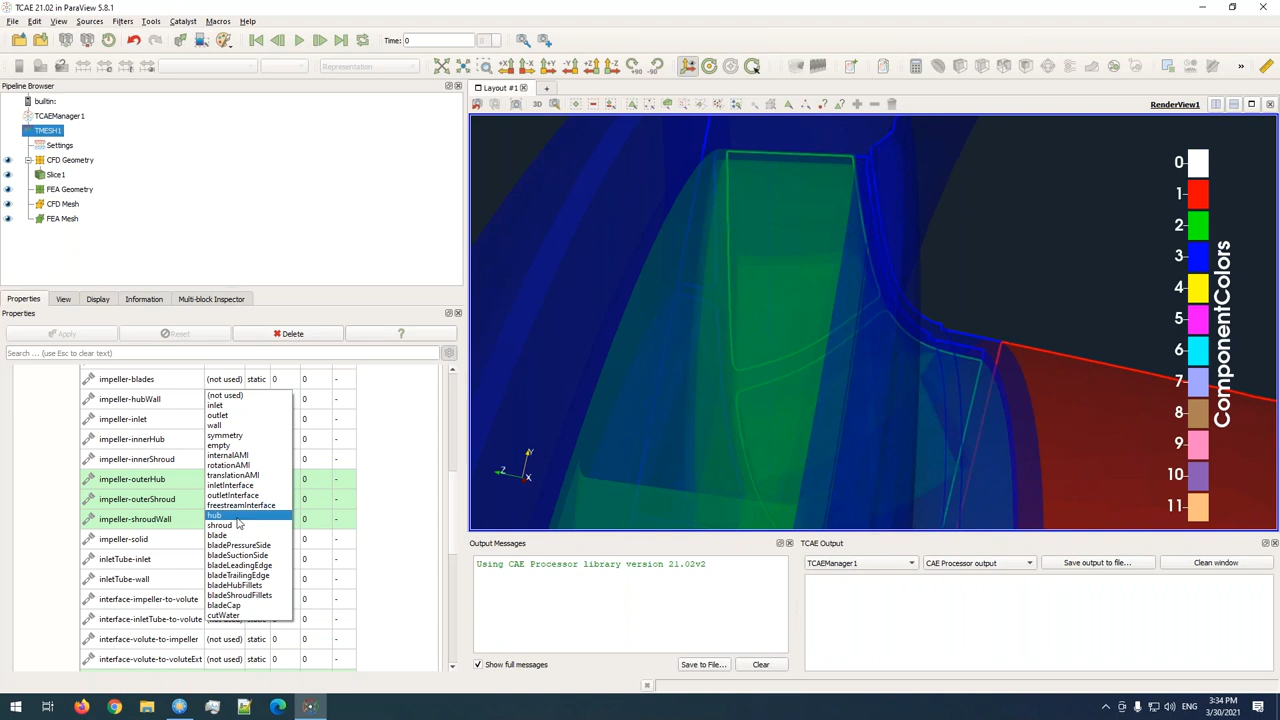 TCAE 21.02 in ParaView 5.8.1
File Edit View Sources Filters Tools Catalyst Macros Help
Time: 0 0
Representation
Pipeline Browser
builtin:
TCAEManager1
TMESH1
Settings
CFD Geometry
Slice1
FEA Geometry
CFD Mesh
FEA Mesh
Properties View Display Information Multi-block Inspector
Properties
Apply Reset Delete ?
Search ... (use Esc to clear text)
impeller-blades (not used) static 0 0 -
impeller-hubWall 0 -
impeller-inlet 0 -
impeller-innerHub 0 -
impeller-innerShroud 0 -
impeller-outerHub 0 -
impeller-outerShroud 0 -
impeller-shroudWall 0 -
impeller-solid 0 -
inletTube-inlet 0 -
inletTube-wall 0 -
interface-impeller-to-volute 0 -
interface-inletTube-to-volute 0 -
interface-volute-to-impeller (not used) static 0 0 -
interface-volute-to-voluteExt (not used) static 0 0 -
(not used)
inlet
outlet
wall
symmetry
empty
internalAMI
rotationAMI
translationAMI
inletInterface
outletInterface
freestreamInterface
hub
shroud
blade
bladePressureSide
bladeSuctionSide
bladeLeadingEdge
bladeTrailingEdge
bladeHubFillets
bladeShroudFillets
bladeCap
cutWater
Layout #1
3D
RenderView1
0
1
2
3
4
5
6
7
8
9
10
11
ComponentColors
Y
Z
X
Output Messages
Using CAE Processor library version 21.02v2
Show full messages Save to File... Clear
TCAE Output
TCAEManager1 CAE Processor output Save output to file... Clean window
ENG
3:34 PM
3/30/2021